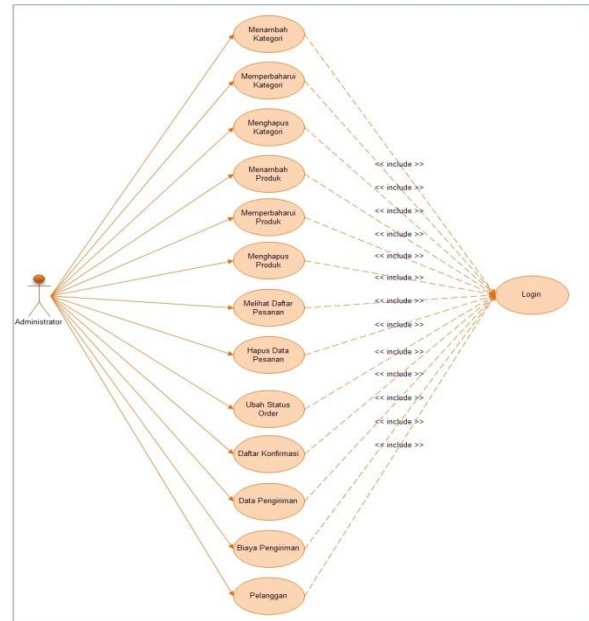 Menambah
Kategori
Memperbaharui
Kategori
Menghapus
Kategori
<< include >>
Menambah
Produk
<< include >>
Memperbaharui
Produk
<< include >>
<< include >>
Menghapus
Produk
<< include >>
Administrator
Login
Melihat Daftar
Pesanan
<< include >>
<< include >>
Hapus Data
Pesanan
<< include >>
<< include >>
Ubah Status
Order
<< include >>
<< include >>
Daftar Konfirmasi
<< include >>
Data Pengiriman
Biaya Pengiriman
Pelanggan